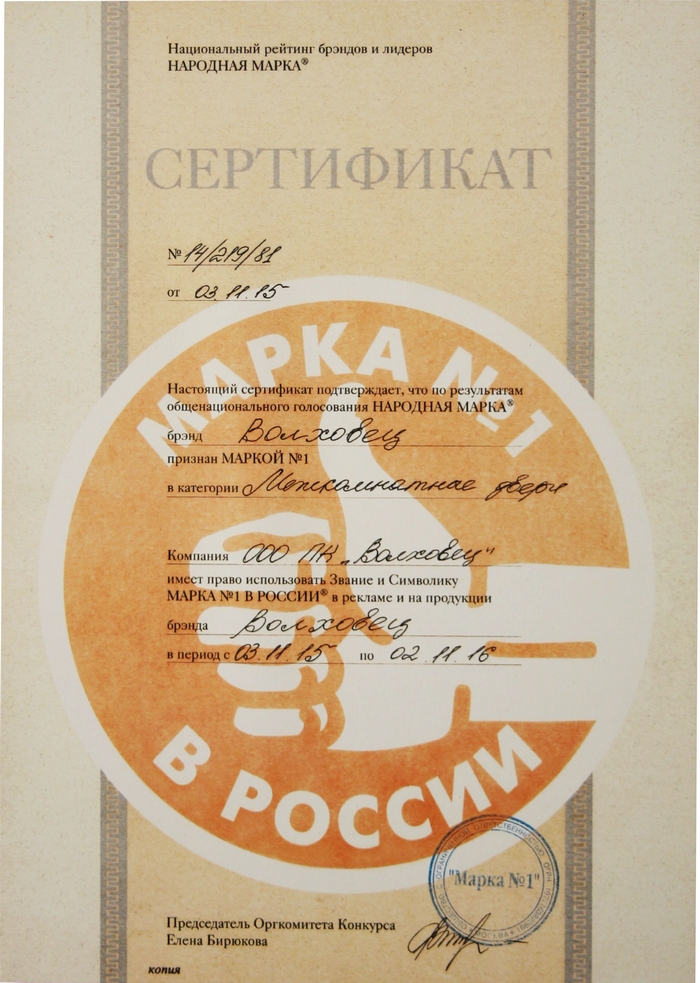 Национальный рейтинг брэндов и лидеров
НАРОДНАЯ МАРКА®
СЕРТИФИКАТ
№ 14/219/81
от 03.11.15
МАРКА №1
Настоящий сертификат подтверждает, что по результатам
общенационального голосования НАРОДНАЯ МАРКА®
брэнд Волховец
признан МАРКОЙ №1
в категории Межкомнатные двери
Компания ООО ПК „Волховец"
имеет право использовать Звание и Символику
МАРКА №1 В РОССИИ® в рекламе и на продукции
брэнда Волховец
в период с 03.11.15 по 02.11.16
В РОССИИ
"Марка №1"
Председатель Оргкомитета Конкурса
Елена Бирюкова
копия